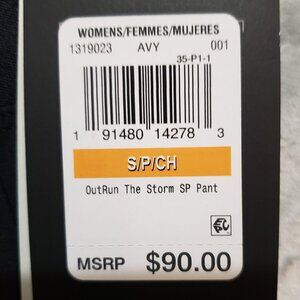 WOMENS/FEMMES/MUJERES
1319023 AVY 001
35-P1-1
1 91480 14278 3
S/P/CH
OutRun The Storm SP Pant
MSRP $90.00